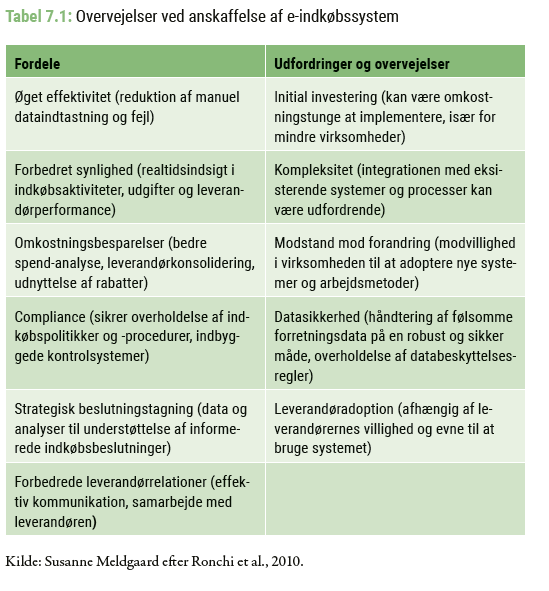 Tabel 7.1: Overvejelser ved anskaffelse af e-indkøbssystem
Fordele
Udfordringer og overvejelser
Øget effektivitet (reduktion af manuel
dataindtastning og fejl)
Initial investering (kan være omkost-
ningstunge at implementere, især for
mindre virksomheder)
Forbedret synlighed (realtidsindsigt i
indkøbsaktiviteter, udgifter og leveran-
dørperformance)
Kompleksitet (integrationen med eksi-
sterende systemer og processer kan
være udfordrende)
Omkostningsbesparelser (bedre
spend-analyse, leverandørkonsolidering,
udnyttelse af rabatter)
Modstand mod forandring (modvillighed
i virksomheden til at adoptere nye syste-
mer og arbejdsmetoder)
Compliance (sikrer overholdelse af ind-
købspolitikker og -procedurer, indbyg-
gede kontrolsystemer)
Datasikkerhed (håndtering af følsomme
forretningsdata på en robust og sikker
måde, overholdelse af databeskyttelses-
regler)
Strategisk beslutningstagning (data og
analyser til understøttelse af informe-
rede indkøbsbeslutninger)
Leverandøradoption (afhængig af le-
verandørernes villighed og evne til at
bruge systemet)
Forbedrede leverandørrelationer (effek-
tiv kommunikation, samarbejde med
leverandøren)
Kilde: Susanne Meldgaard efter Ronchi et al., 2010.